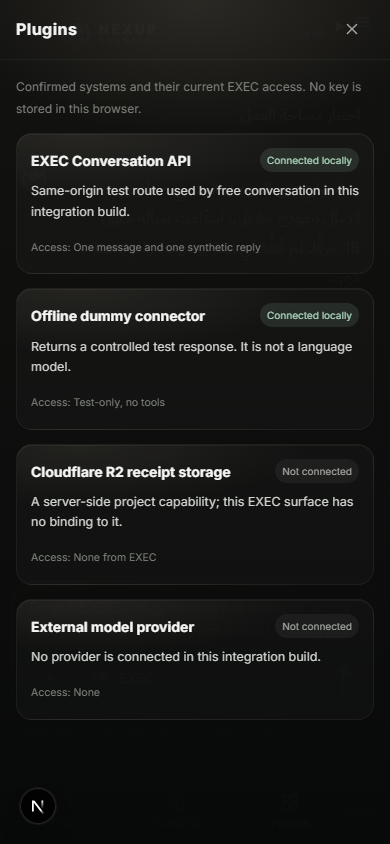 Plugins
Confirmed systems and their current EXEC access. No key is
stored in this browser.
EXEC Conversation API
Connected locally
Same-origin test route used by free conversation in this
integration build.
Access: One message and one synthetic reply
Offline dummy connector
Connected locally
Returns a controlled test response. It is not a language
model.
Access: Test-only, no tools
Cloudflare R2 receipt storage
Not connected
A server-side project capability; this EXEC surface has
no binding to it.
Access: None from EXEC
External model provider
Not connected
No provider is connected in this integration build.
Access: None
N